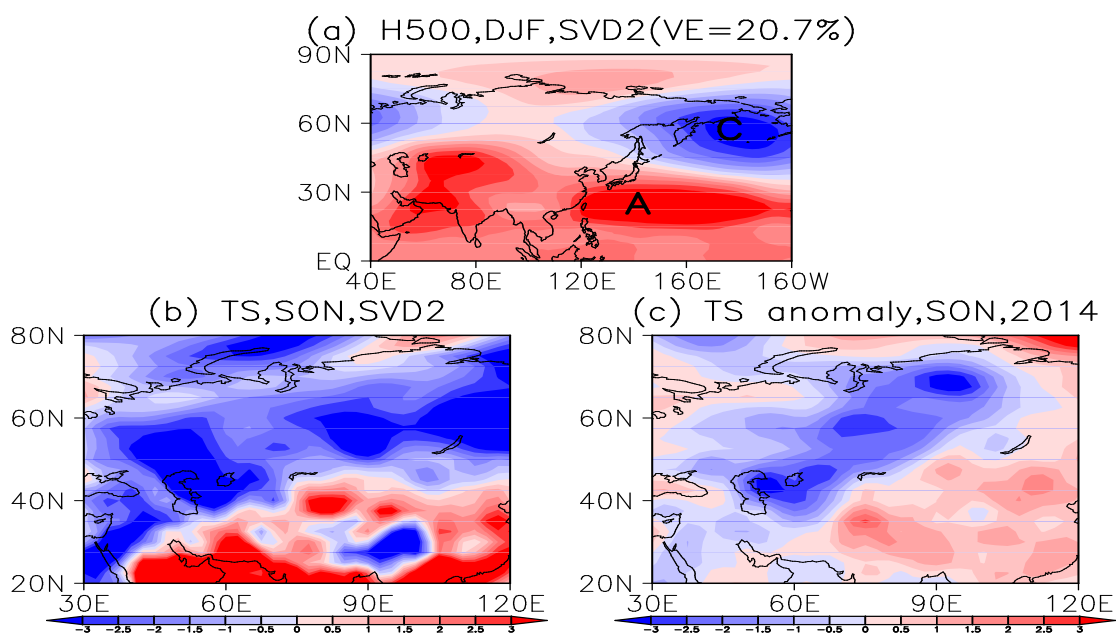 (a) H500,DJF,SVD2(VE=20.7%)
90N
60N
C
30N
A
EQ
40E 80E 120E 160E 160W
(b) TS,SON,SVD2
80N
60N
40N
20N
30E 60E 90E 120E
-3 -2.5 -2 -1.5 -1 -0.5 0 0.5 1 1.5 2 2.5 3
(c) TS anomaly,SON,2014
80N
60N
40N
20N
30E 60E 90E 120E
-3 -2.5 -2 -1.5 -1 -0.5 0 0.5 1 1.5 2 2.5 3